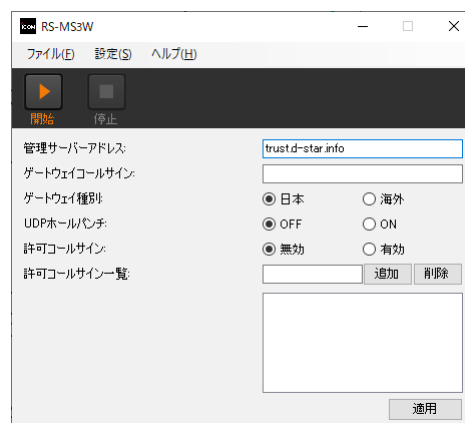 ICOM RS-MS3W
ファイル(F) 設定(S) ヘルプ(H)
開始 停止
管理サーバーアドレス: trust.d-star.info
ゲートウェイコールサイン:
ゲートウェイ種別: 日本 海外
UDPホールパンチ: OFF ON
許可コールサイン: 無効 有効
許可コールサイン一覧: 追加 削除
適用